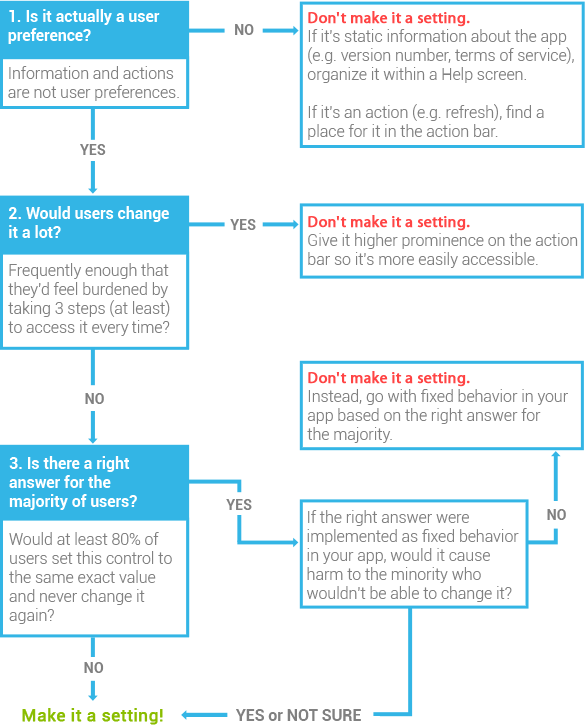 1. Is it actually a user
preference?
Information and actions
are not user preferences.
NO
Don't make it a setting.
If it's static information about the app
(e.g. version number, terms of service),
organize it within a Help screen.
If it's an action (e.g. refresh), find a
place for it in the action bar.
YES
2. Would users change
it a lot?
Frequently enough that
they'd feel burdened by
taking 3 steps (at least)
to access it every time?
YES
Don't make it a setting.
Give it higher prominence on the action
bar so it's more easily accessible.
NO
3. Is there a right
answer for the
majority of users?
Would at least 80% of
users set this control to
the same exact value
and never change it
again?
YES
If the right answer were
implemented as fixed behavior
in your app, would it cause
harm to the minority who
wouldn't be able to change it?
NO
Don't make it a setting.
Instead, go with fixed behavior in your
app based on the right answer for
the majority.
NO
YES or NOT SURE
Make it a setting!